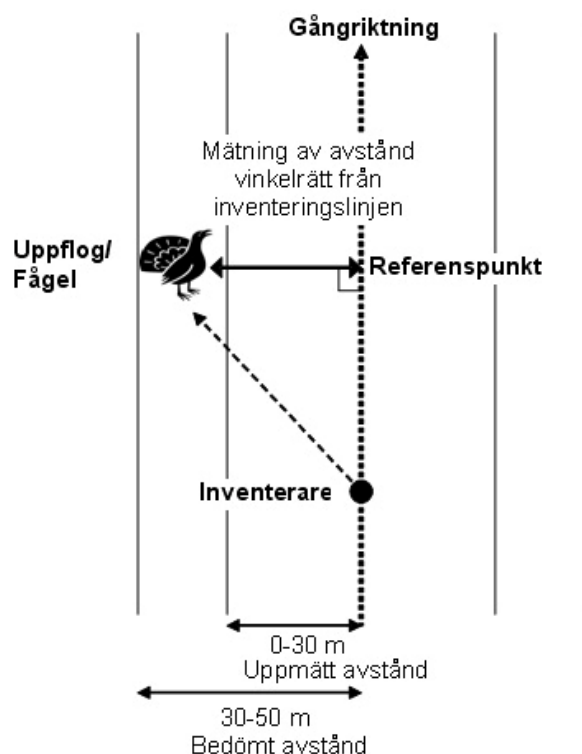 Gångriktning
Mätning av avstånd
vinkelrätt från
inventeringslinjen
Uppflog/
Fågel
Referenspunkt
Inventerare
0-30 m
Uppmätt avstånd
30-50 m
Bedömt avstånd